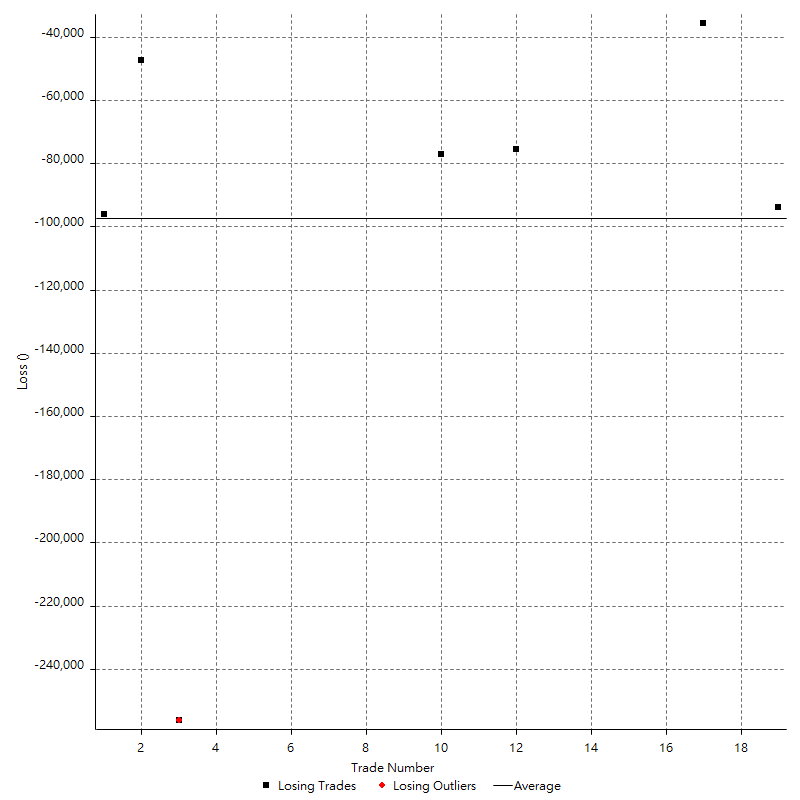 -40,000
-60,000
-80,000
-100,000
-120,000
-140,000
-160,000
-180,000
-200,000
-220,000
-240,000
Loss ()
2 4 6 8 10 12 14 16 18
Trade Number
Losing Trades Losing Outliers Average